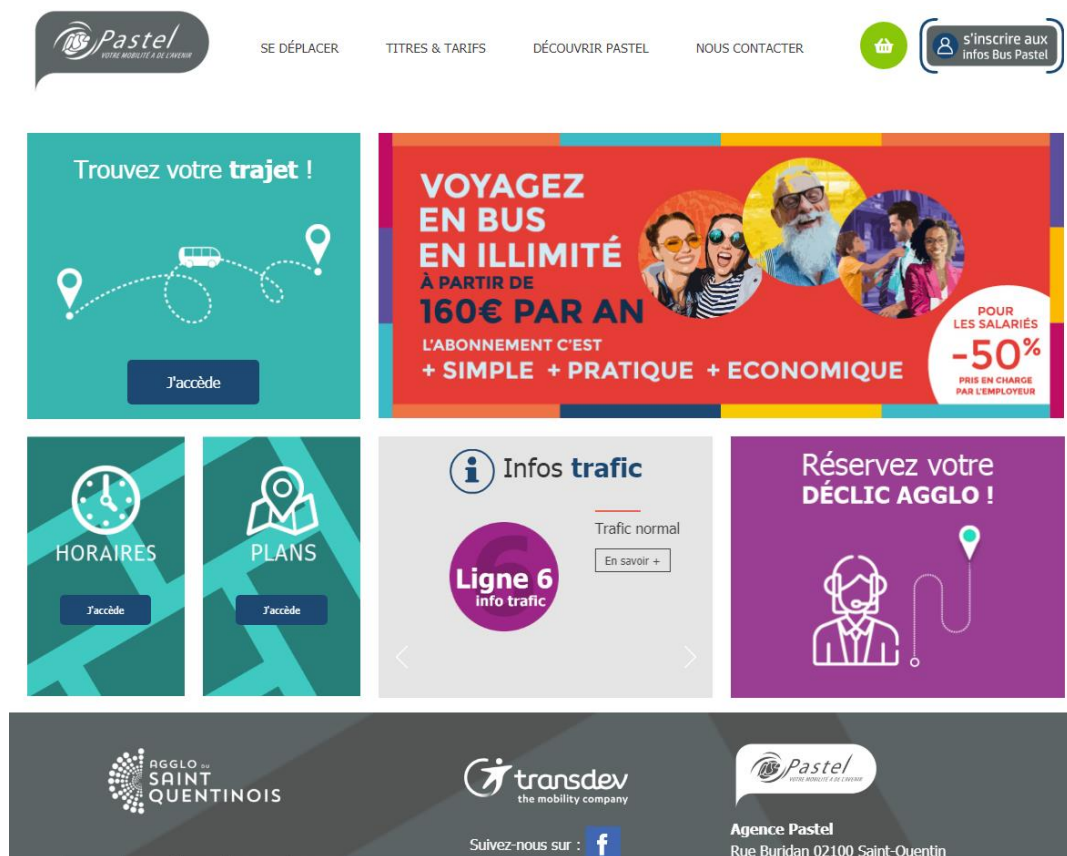 Pastel
VOTRE MOBILITÉ A DE L'AVENIR
SE DÉPLACER
TITRES & TARIFS
DÉCOUVRIR PASTEL
NOUS CONTACTER
s'inscrire aux
infos Bus Pastel
Trouvez votre trajet !
J'accède
VOYAGEZ
EN BUS
EN ILLIMITÉ
À PARTIR DE
160€ PAR AN
L'ABONNEMENT C'EST
+ SIMPLE + PRATIQUE + ECONOMIQUE
POUR
LES SALARIÉS
-50%
PRIS EN CHARGE
PAR L'EMPLOYEUR
HORAIRES
J'accède
PLANS
J'accède
Infos trafic
6
Ligne 6
info trafic
Trafic normal
En savoir +
Réservez votre
DÉCLIC AGGLO !
AGGLO DU
SAINT
QUENTINOIS
transdev
the mobility company
Suivez-nous sur :
Pastel
VOTRE MOBILITÉ A DE L'AVENIR
Agence Pastel
Rue Buridan 02100 Saint-Quentin